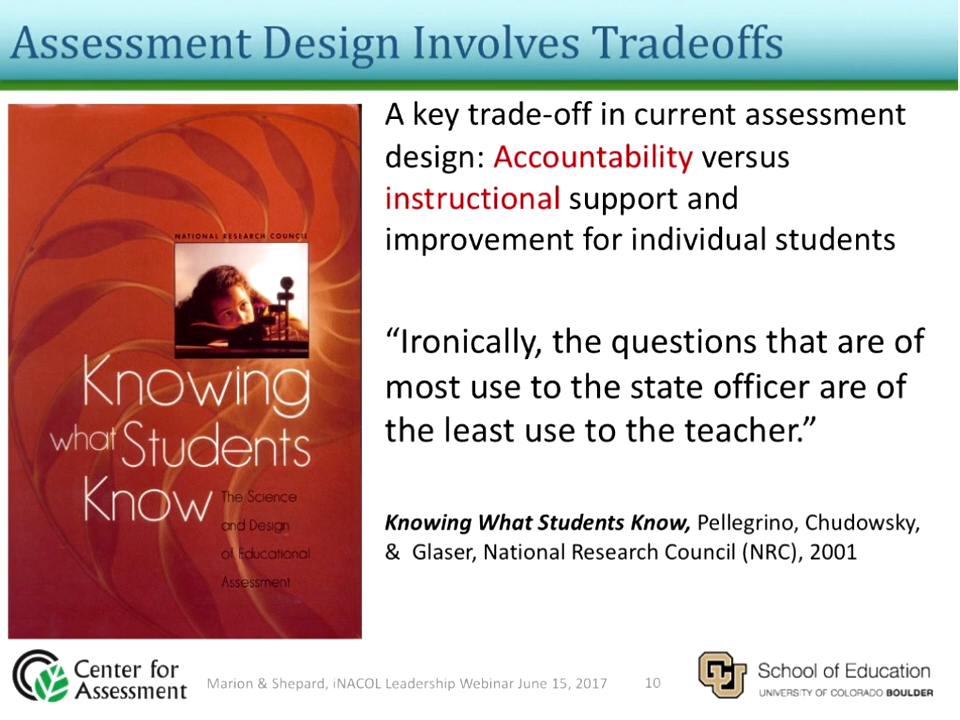 Assessment Design Involves Tradeoffs
NATIONAL RESEARCH COUNCIL
Knowing
what Students
Know
The Science
and Design
of Educational
Assessment
A key trade-off in current assessment
design: Accountability versus
instructional support and
improvement for individual students
“Ironically, the questions that are of
most use to the state officer are of
the least use to the teacher.”
Knowing What Students Know, Pellegrino, Chudowsky,
& Glaser, National Research Council (NRC), 2001
Center for
Assessment
Marion & Shepard, iNACOL Leadership Webinar June 15, 2017
10
CU
School of Education
UNIVERSITY OF COLORADO BOULDER